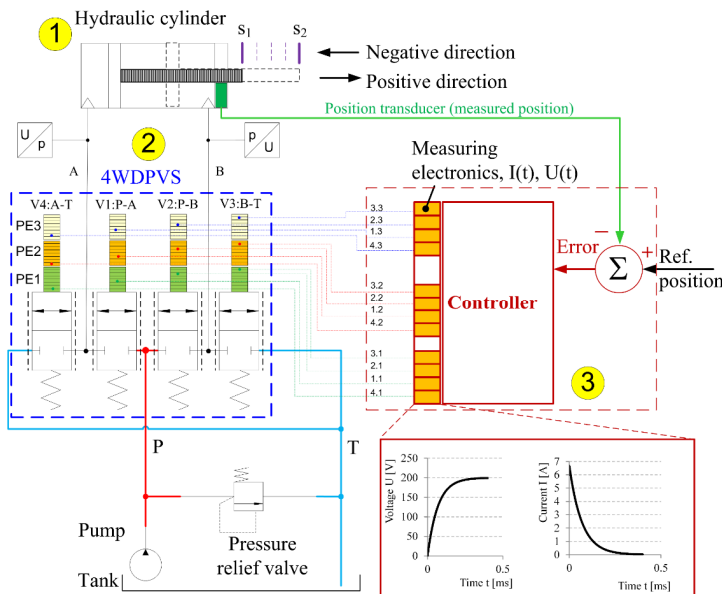 Hydraulic cylinder
1
s1
s2
Negative direction
Positive direction
Position transducer (measured position)
U
p
p
U
2
A
B
4WDPVS
Measuring
electronics, I(t), U(t)
V4:A-T
V1:P-A
V2:P-B
V3:B-T
PE3
PE2
PE1
3.3
2.3
1.3
4.3
3.2
2.2
1.2
4.2
3.1
2.1
1.1
4.1
Controller
Error
−
+
Σ
Ref.
position
3
P
T
Pump
Tank
Pressure
relief valve
Voltage U [V]
250
200
150
100
50
0
0
0.5
Time t [ms]
Current I [A]
7
6
5
4
3
2
1
0
0
0.5
Time t [ms]